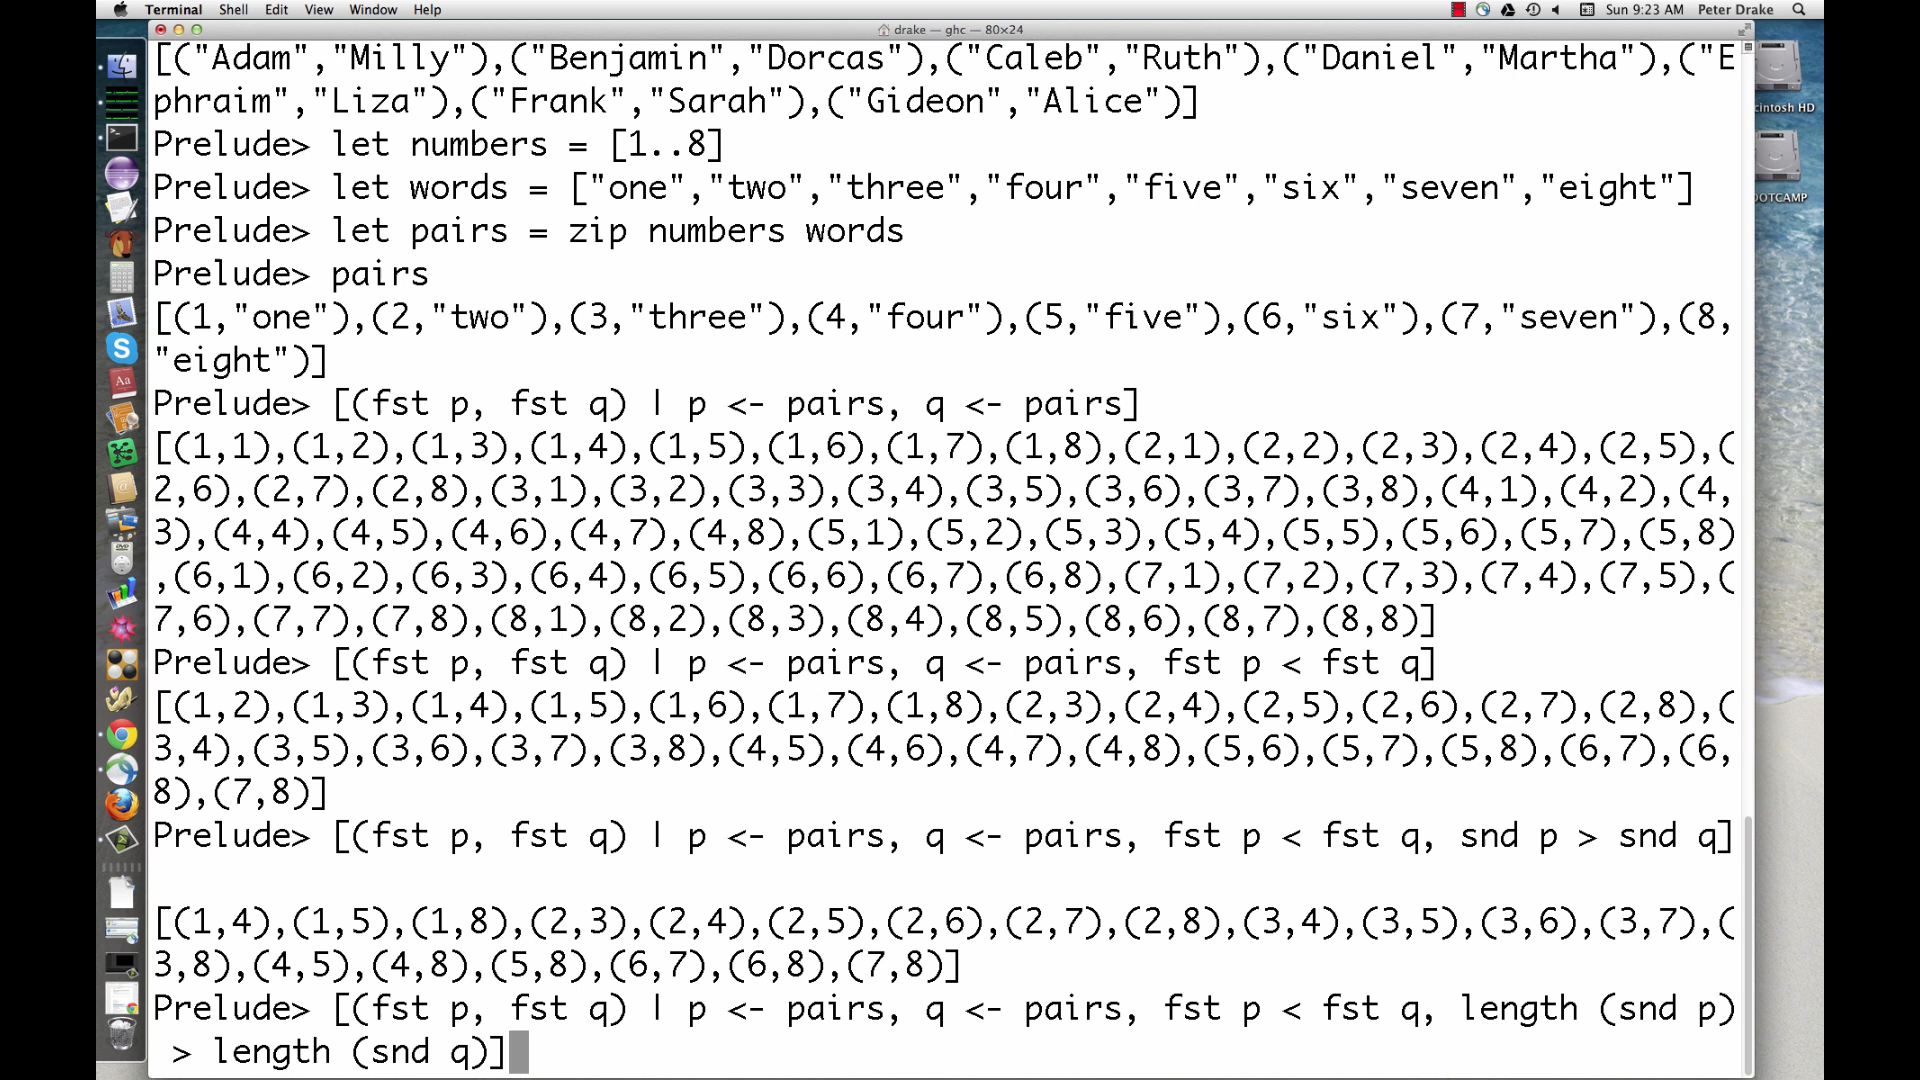 Terminal Shell Edit View Window Help Sun 9:23 AM Peter Drake
drake — ghc — 80×24
[("Adam","Milly"),("Benjamin","Dorcas"),("Caleb","Ruth"),("Daniel","Martha"),("E
phraim","Liza"),("Frank","Sarah"),("Gideon","Alice")]
Prelude> let numbers = [1..8]
Prelude> let words = ["one","two","three","four","five","six","seven","eight"]
Prelude> let pairs = zip numbers words
Prelude> pairs
[(1,"one"),(2,"two"),(3,"three"),(4,"four"),(5,"five"),(6,"six"),(7,"seven"),(8,
"eight")]
Prelude> [(fst p, fst q) | p <- pairs, q <- pairs]
[(1,1),(1,2),(1,3),(1,4),(1,5),(1,6),(1,7),(1,8),(2,1),(2,2),(2,3),(2,4),(2,5),(
2,6),(2,7),(2,8),(3,1),(3,2),(3,3),(3,4),(3,5),(3,6),(3,7),(3,8),(4,1),(4,2),(4,
3),(4,4),(4,5),(4,6),(4,7),(4,8),(5,1),(5,2),(5,3),(5,4),(5,5),(5,6),(5,7),(5,8)
,(6,1),(6,2),(6,3),(6,4),(6,5),(6,6),(6,7),(6,8),(7,1),(7,2),(7,3),(7,4),(7,5),(
7,6),(7,7),(7,8),(8,1),(8,2),(8,3),(8,4),(8,5),(8,6),(8,7),(8,8)]
Prelude> [(fst p, fst q) | p <- pairs, q <- pairs, fst p < fst q]
[(1,2),(1,3),(1,4),(1,5),(1,6),(1,7),(1,8),(2,3),(2,4),(2,5),(2,6),(2,7),(2,8),(
3,4),(3,5),(3,6),(3,7),(3,8),(4,5),(4,6),(4,7),(4,8),(5,6),(5,7),(5,8),(6,7),(6,
8),(7,8)]
Prelude> [(fst p, fst q) | p <- pairs, q <- pairs, fst p < fst q, snd p > snd q]
[(1,4),(1,5),(1,8),(2,3),(2,4),(2,5),(2,6),(2,7),(2,8),(3,4),(3,5),(3,6),(3,7),(
3,8),(4,5),(4,8),(5,8),(6,7),(6,8),(7,8)]
Prelude> [(fst p, fst q) | p <- pairs, q <- pairs, fst p < fst q, length (snd p)
 > length (snd q)]
cintosh HD
OOTCAMP